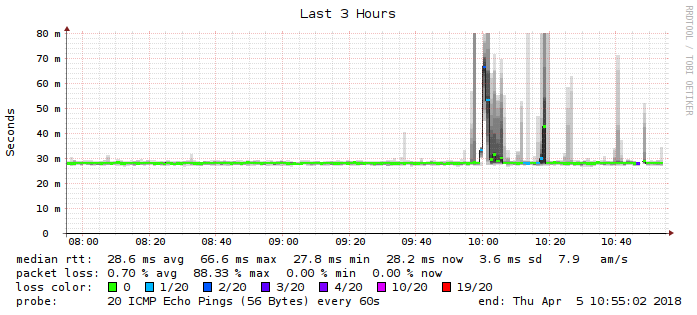 Last 3 Hours
RRDTOOL / TOBI OETIKER
Seconds
80 m
70 m
60 m
50 m
40 m
30 m
20 m
10 m
0
08:00 08:20 08:40 09:00 09:20 09:40 10:00 10:20 10:40
median rtt: 28.6 ms avg 66.6 ms max 27.8 ms min 28.2 ms now 3.6 ms sd 7.9 am/s
packet loss: 0.70 % avg 88.33 % max 0.00 % min 0.00 % now
loss color: 0 1/20 2/20 3/20 4/20 10/20 19/20
probe: 20 ICMP Echo Pings (56 Bytes) every 60s end: Thu Apr 5 10:55:02 2018